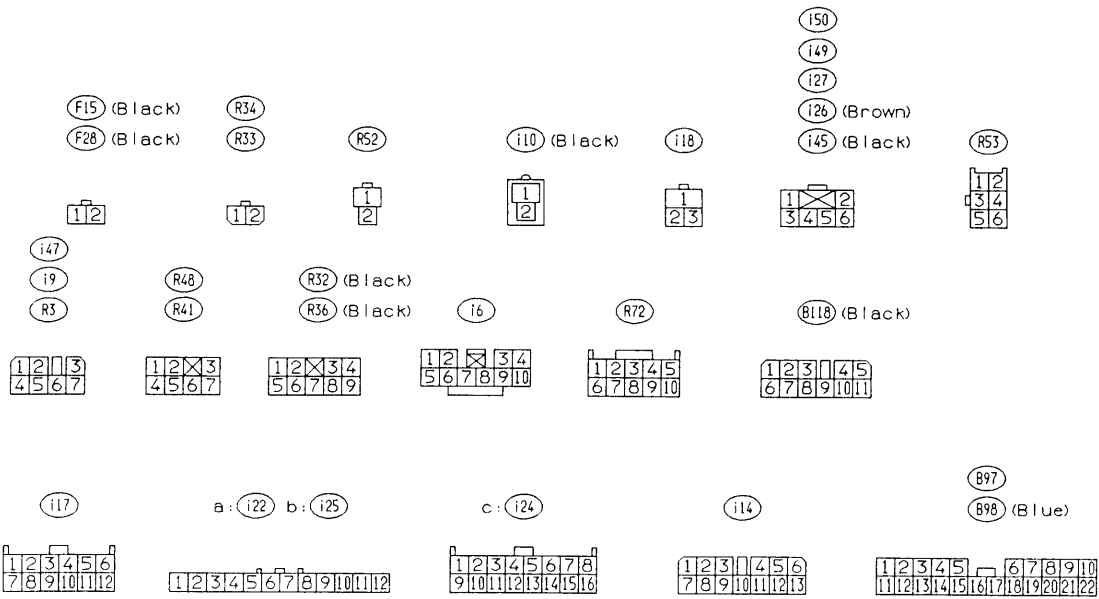 i50
i49
i27
F15 (Black) R34 i26 (Brown)
F28 (Black) R33 R52 i10 (Black) i18 i45 (Black) R53
1 2
1 1 1 1 2 3 4
1 2 1 2 2 2 2 3 3 4 5 6 5 6
i47
i9 R48 R32 (Black)
R3 R41 R36 (Black) i6 R72 B118 (Black)
1 2 3 1 2 3 1 2 3 4 1 2 3 4 1 2 3 4 5 1 2 3 4 5
4 5 6 7 4 5 6 7 5 6 7 8 9 5 6 7 8 9 10 6 7 8 9 10 6 7 8 9 10 11
B97
i17 a: i22 b: i25 c: i24 i14 B98 (Blue)
1 2 3 4 5 6 1 2 3 4 5 6 7 8 1 2 3 4 5 6 1 2 3 4 5 6 7 8 9 10
7 8 9 10 11 12 1 2 3 4 5 6 7 8 9 10 11 12 9 10 11 12 13 14 15 16 7 8 9 10 11 12 13 11 12 13 14 15 16 17 18 19 20 21 22